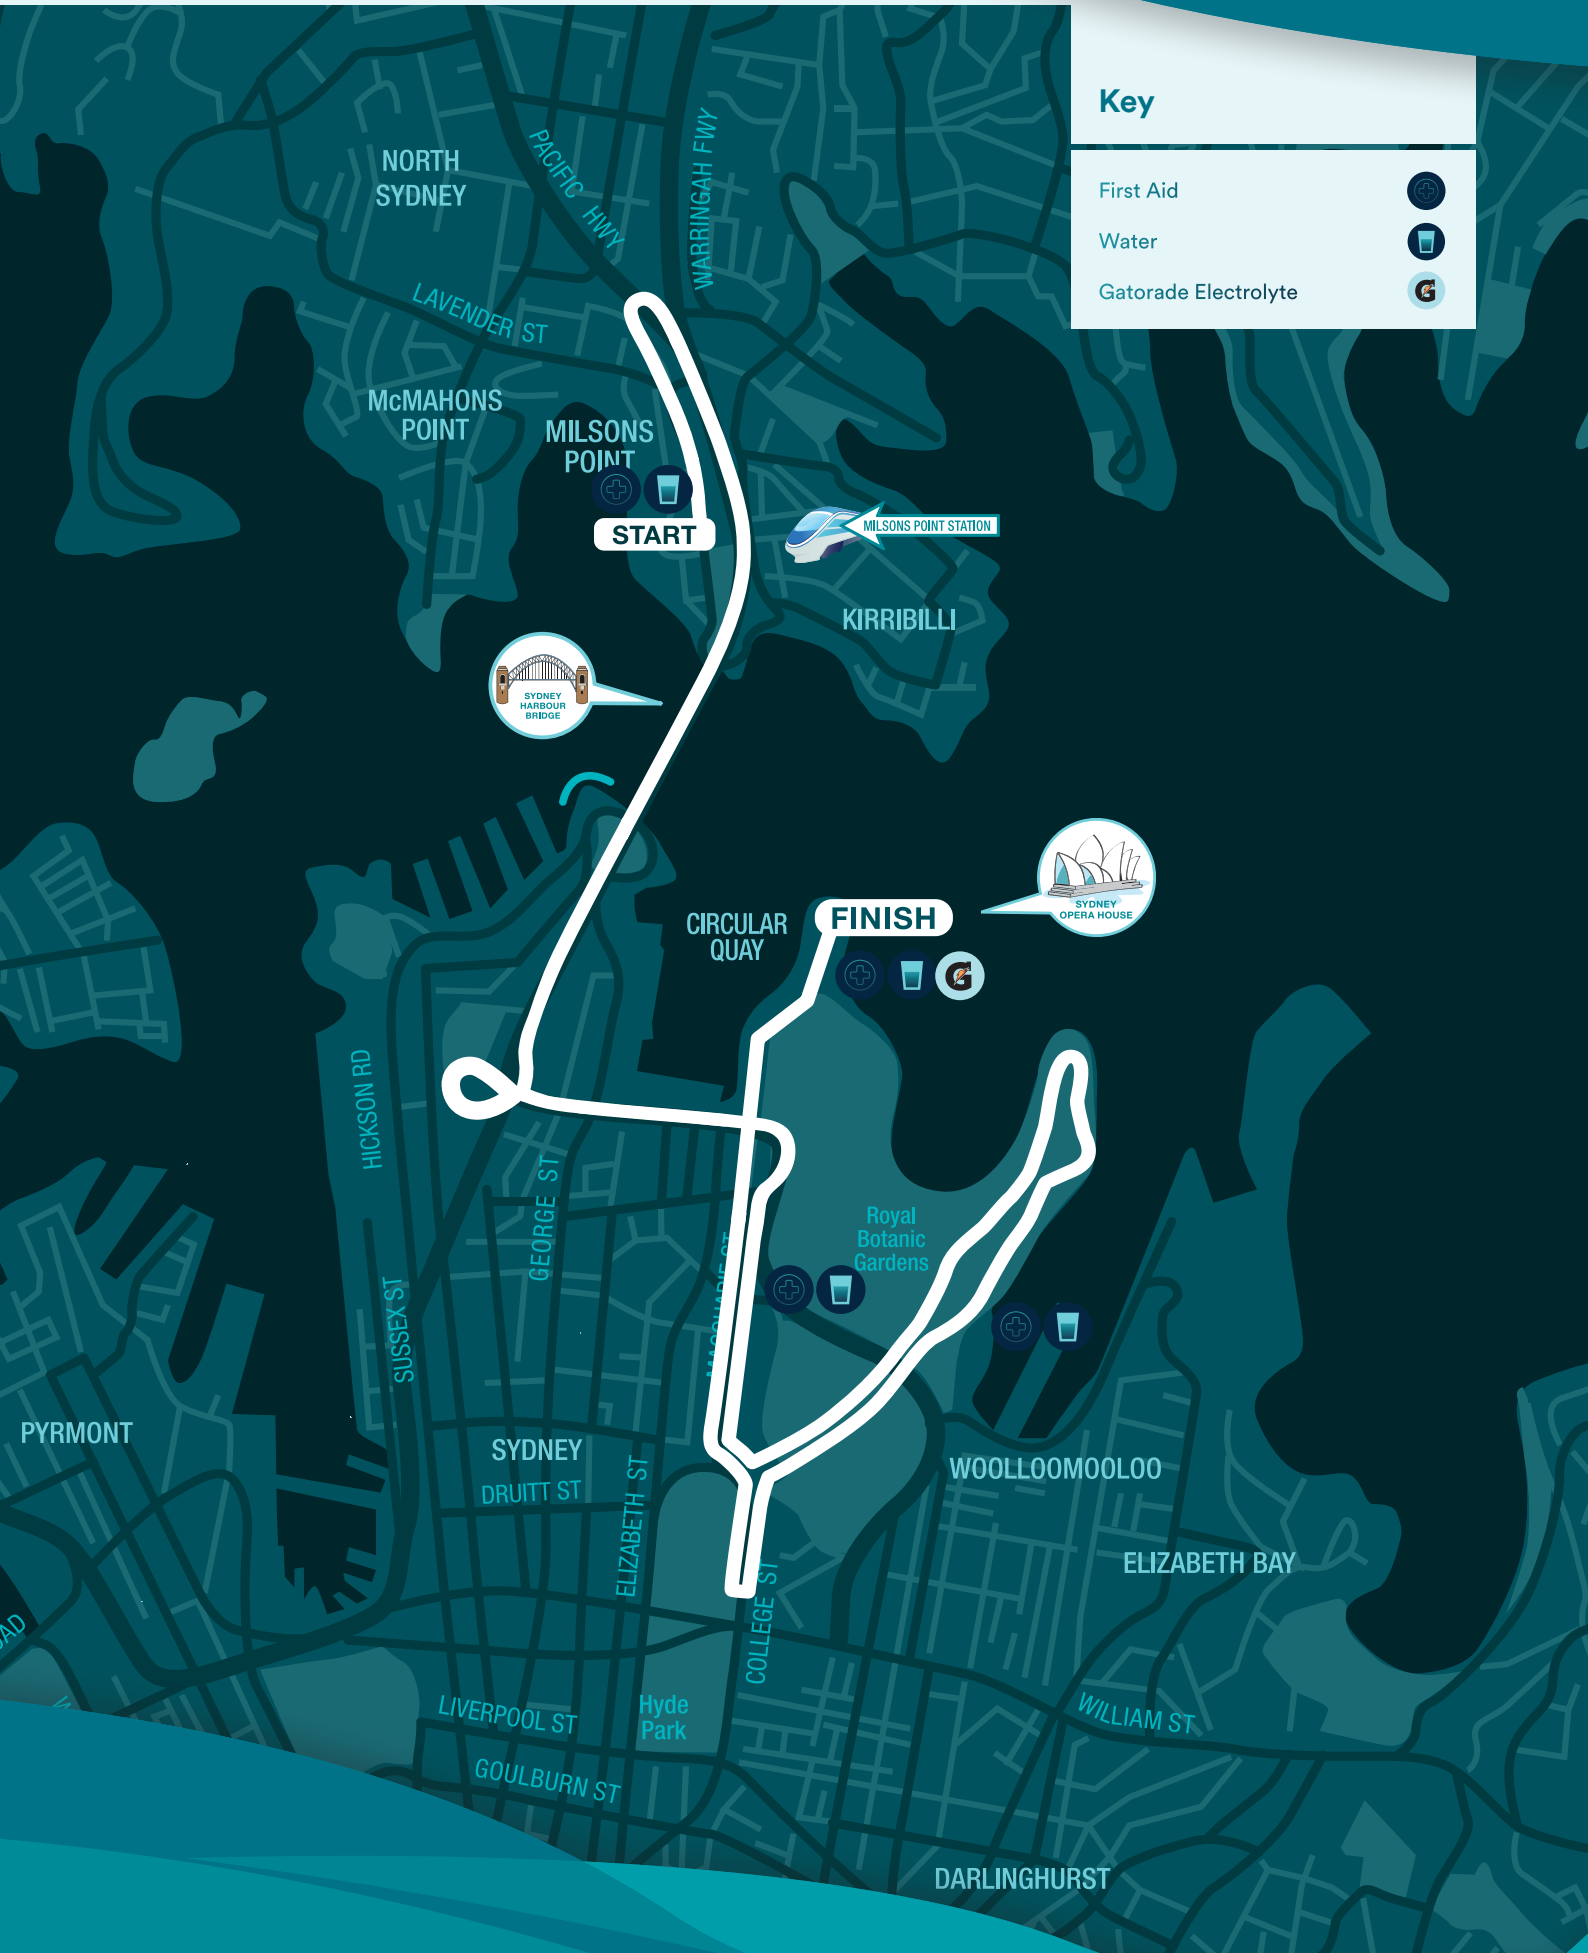 Key
First Aid
Water
Gatorade Electrolyte
G
NORTH
SYDNEY
PACIFIC HWY
WARRINGAH FWY
LAVENDER ST
McMAHONS
POINT
MILSONS
POINT
START
MILSONS POINT STATION
KIRRIBILLI
SYDNEY
HARBOUR
BRIDGE
SYDNEY
OPERA HOUSE
FINISH
CIRCULAR
QUAY
G
HICKSON RD
GEORGE ST
Royal
Botanic
Gardens
SUSSEX ST
MACQUARIE ST
PYRMONT
SYDNEY
DRUITT ST
ELIZABETH ST
WOOLLOOMOOLOO
ELIZABETH BAY
COLLEGE ST
Hyde
Park
LIVERPOOL ST
WILLIAM ST
GOULBURN ST
DARLINGHURST